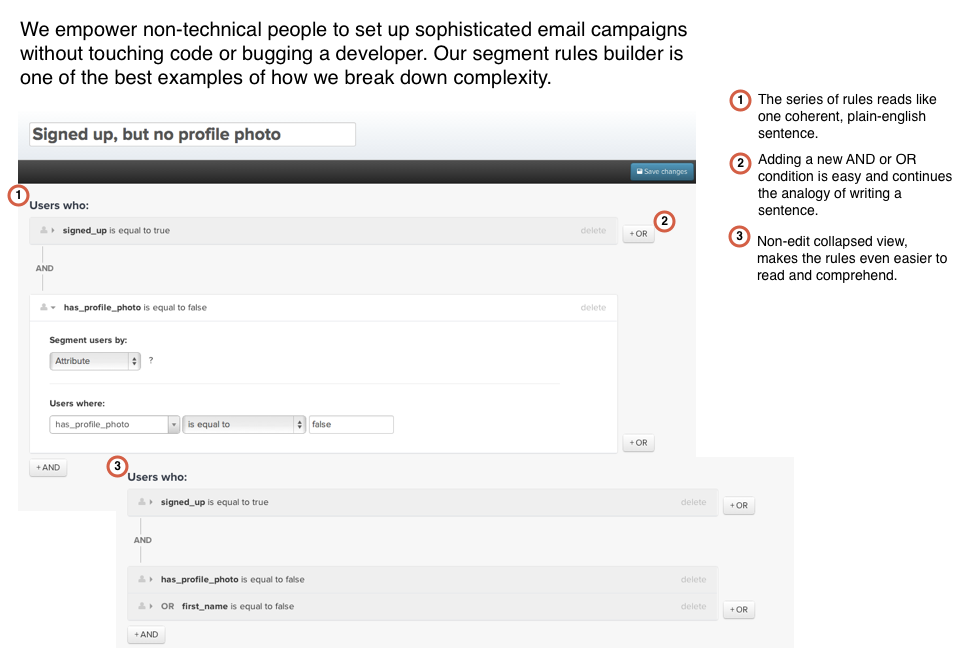 We empower non-technical people to set up sophisticated email campaigns
without touching code or bugging a developer. Our segment rules builder is
one of the best examples of how we break down complexity.
1 The series of rules reads like
one coherent, plain-english
sentence.
2 Adding a new AND or OR
condition is easy and continues
the analogy of writing a
sentence.
3 Non-edit collapsed view,
makes the rules even easier to
read and comprehend.
Signed up, but no profile photo
Save changes
1
Users who:
signed_up is equal to true delete
+ OR
2
AND
has_profile_photo is equal to false delete
Segment users by:
Attribute ?
Users where:
has_profile_photo is equal to false
+ OR
+ AND
3
Users who:
signed_up is equal to true delete
+ OR
AND
has_profile_photo is equal to false delete
OR first_name is equal to false delete
+ OR
+ AND